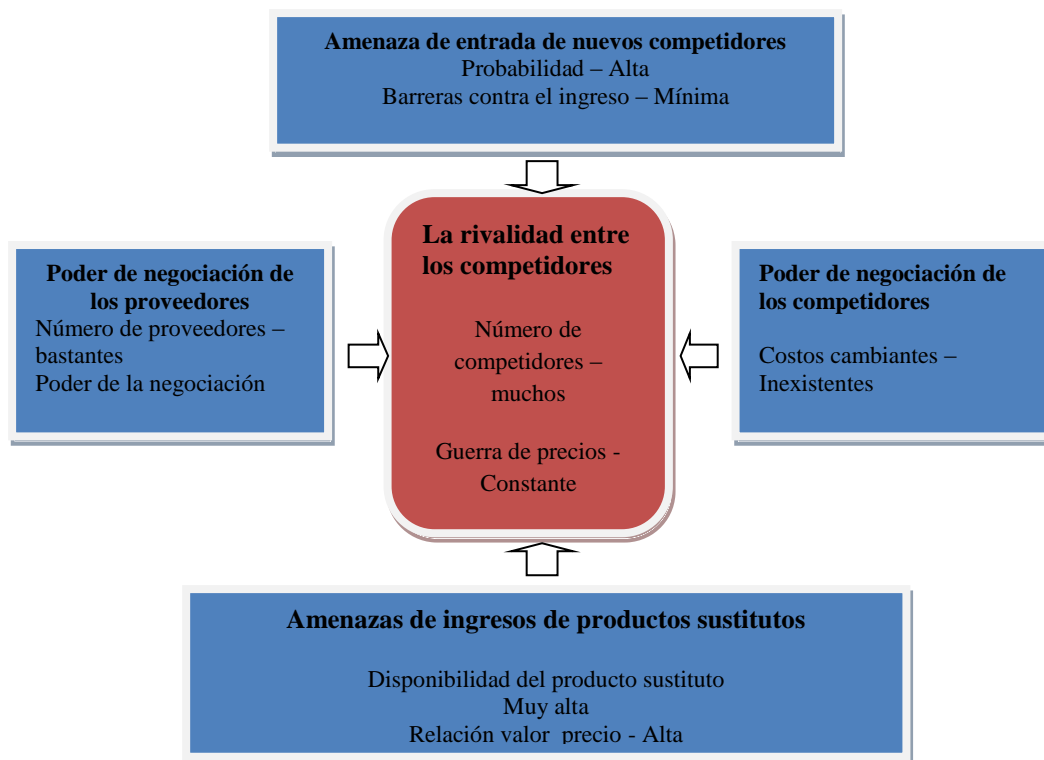 Amenaza de entrada de nuevos competidores
Probabilidad – Alta
Barreras contra el ingreso – Mínima
Poder de negociación de
los proveedores
Número de proveedores –
bastantes
Poder de la negociación
La rivalidad entre
los competidores
Número de
competidores –
muchos
Guerra de precios -
Constante
Poder de negociación de
los competidores
Costos cambiantes –
Inexistentes
Amenazas de ingresos de productos sustitutos
Disponibilidad del producto sustituto
Muy alta
Relación valor precio - Alta